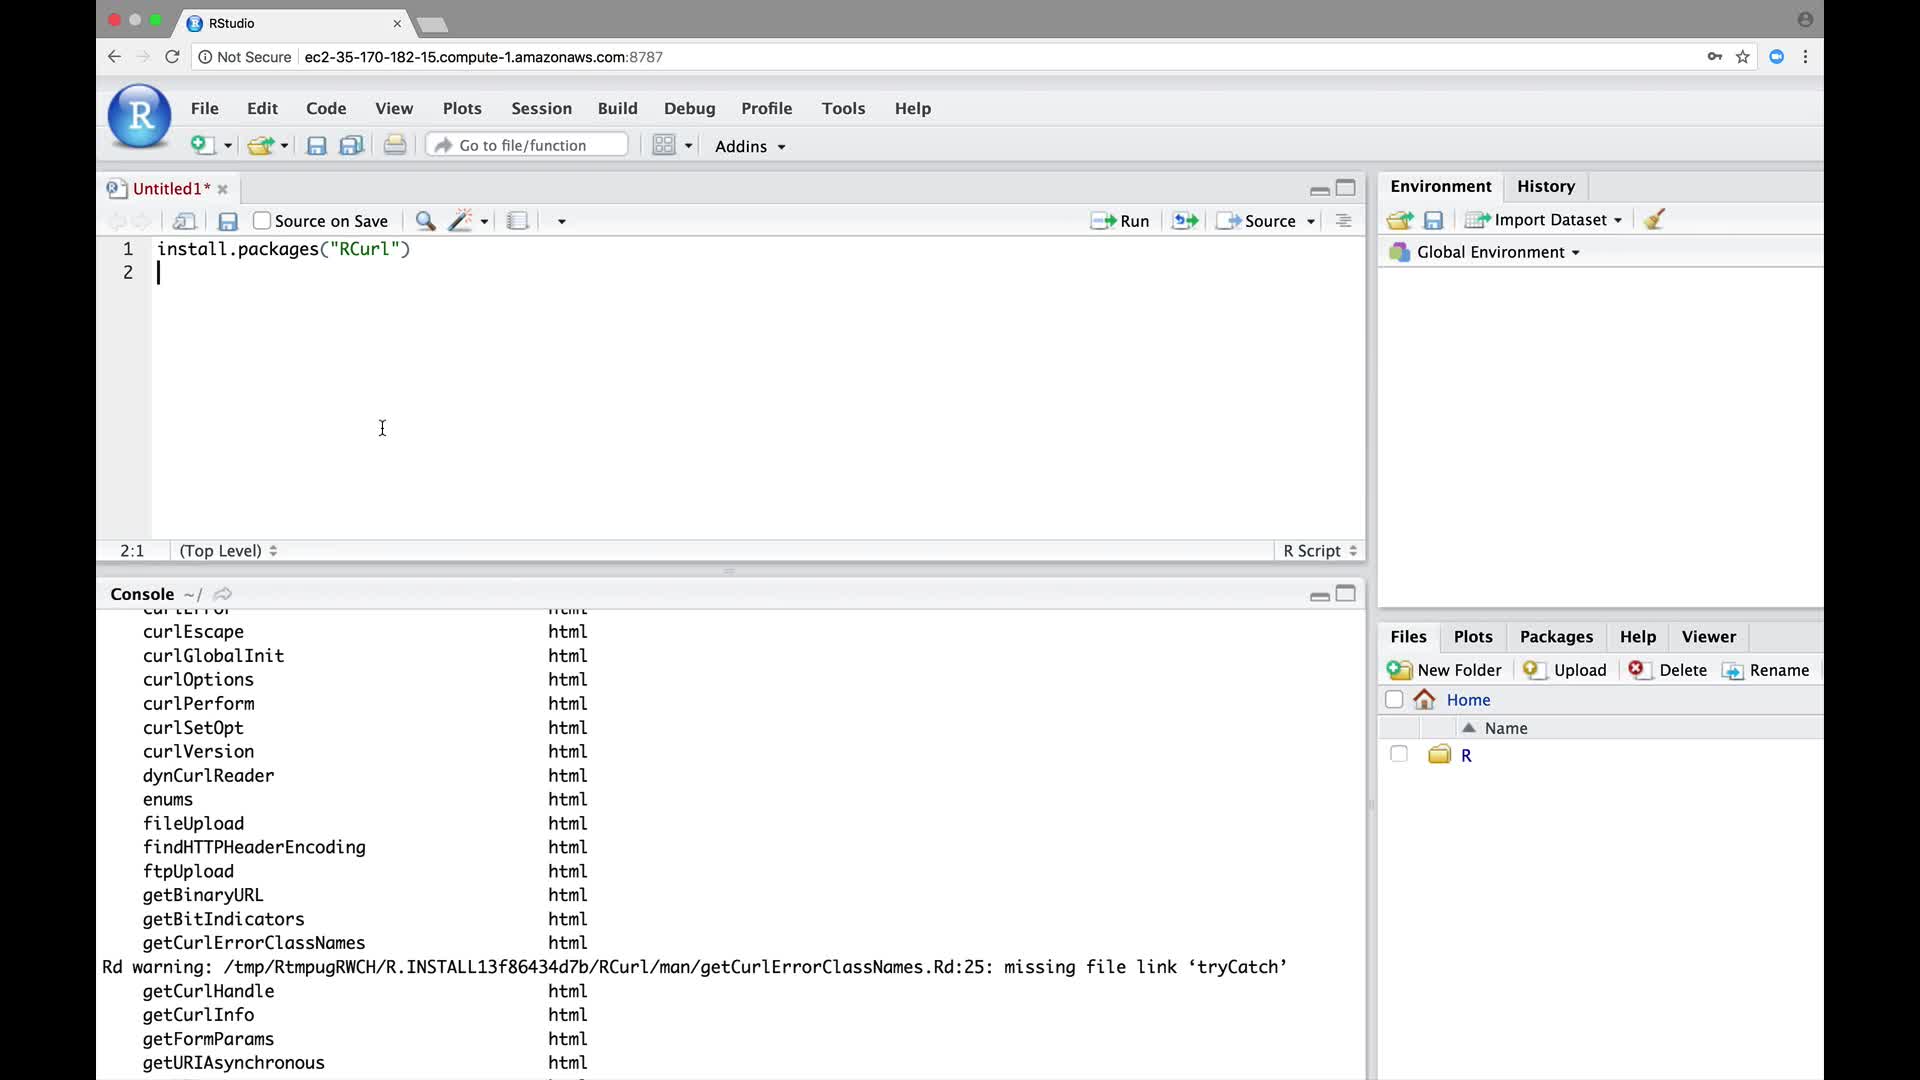 RStudio
Not Secure ec2-35-170-182-15.compute-1.amazonaws.com:8787
R
File Edit Code View Plots Session Build Debug Profile Tools Help
Go to file/function Addins
Untitled1*
Source on Save Run Source
1 install.packages("RCurl")
2
2:1 (Top Level) R Script
Console ~/
curlError html
curlEscape html
curlGlobalInit html
curlOptions html
curlPerform html
curlSetOpt html
curlVersion html
dynCurlReader html
enums html
fileUpload html
findHTTPHeaderEncoding html
ftpUpload html
getBinaryURL html
getBitIndicators html
getCurlErrorClassNames html
Rd warning: /tmp/RtmpugRWCH/R.INSTALL13f86434d7b/RCurl/man/getCurlErrorClassNames.Rd:25: missing file link ‘tryCatch’
getCurlHandle html
getCurlInfo html
getFormParams html
getURIAsynchronous html
Environment History
Import Dataset
Global Environment
Files Plots Packages Help Viewer
New Folder Upload Delete Rename
Home
Name
R